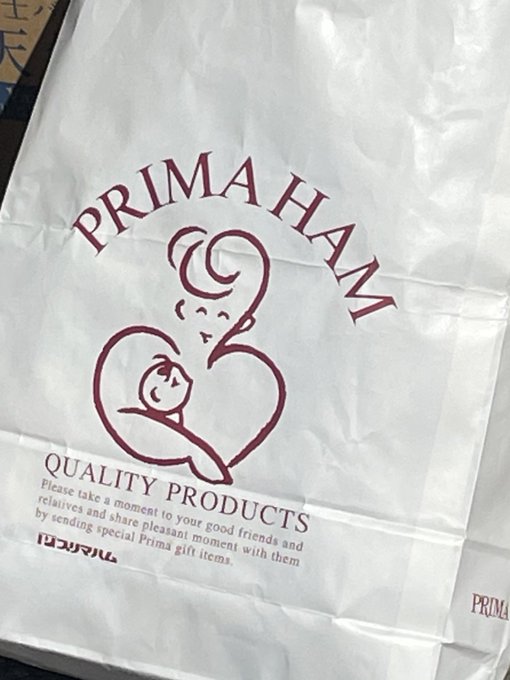 天
PRIMA HAM
QUALITY PRODUCTS
Please take a moment to your good friends and
relatives and share pleasant moment with them
by sending special Prima gift items.
プリマハム
PRIMA